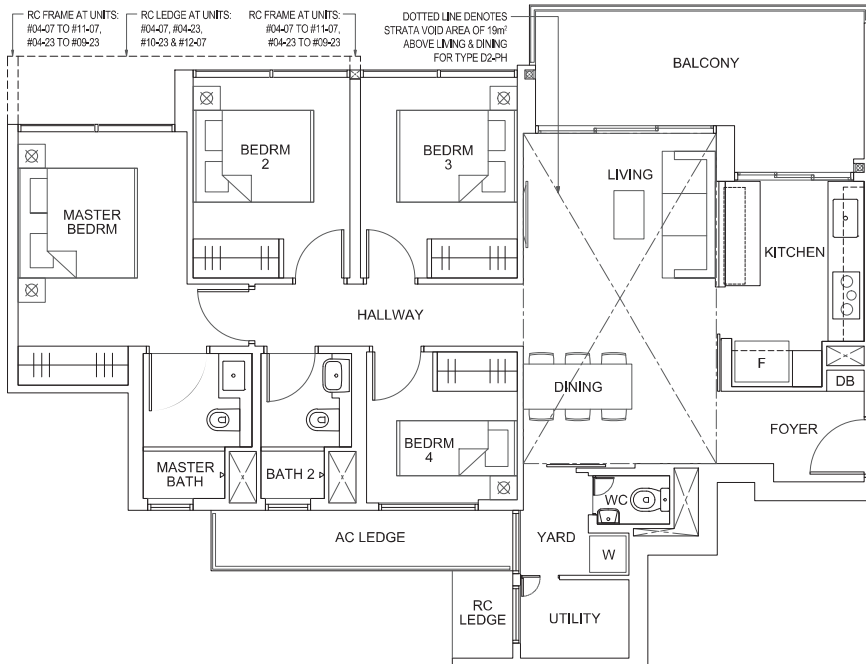 RC FRAME AT UNITS:
#04-07 TO #11-07,
#04-23 TO #09-23
RC LEDGE AT UNITS:
#04-07, #04-23,
#10-23 & #12-07
RC FRAME AT UNITS:
#04-07 TO #11-07,
#04-23 TO #09-23
DOTTED LINE DENOTES
STRATA VOID AREA OF 19m²
ABOVE LIVING & DINING
FOR TYPE D2-PH
BALCONY
BEDRM
2
BEDRM
3
LIVING
MASTER
BEDRM
KITCHEN
HALLWAY
F
DINING
DB
FOYER
BEDRM
4
MASTER
BATH
BATH 2
WC
AC LEDGE
YARD
W
RC
LEDGE
UTILITY